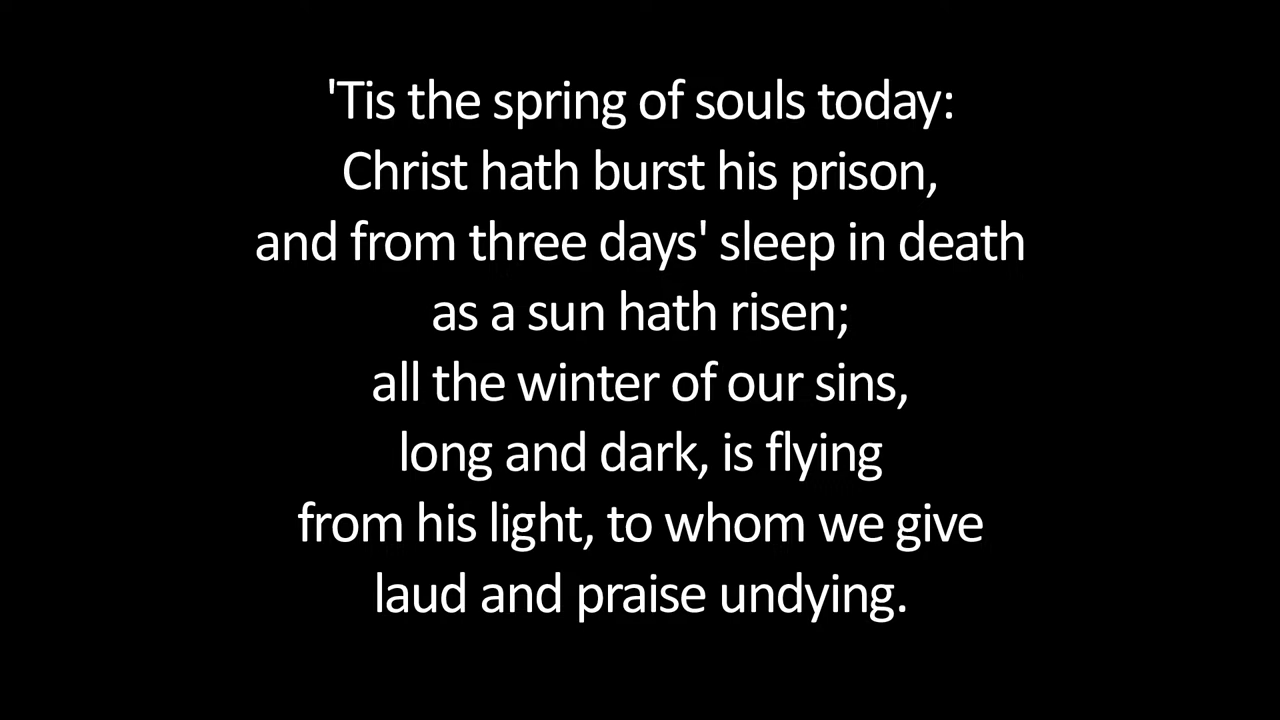 'Tis the spring of souls today:
Christ hath burst his prison,
and from three days' sleep in death
as a sun hath risen;
all the winter of our sins,
long and dark, is flying
from his light, to whom we give
laud and praise undying.